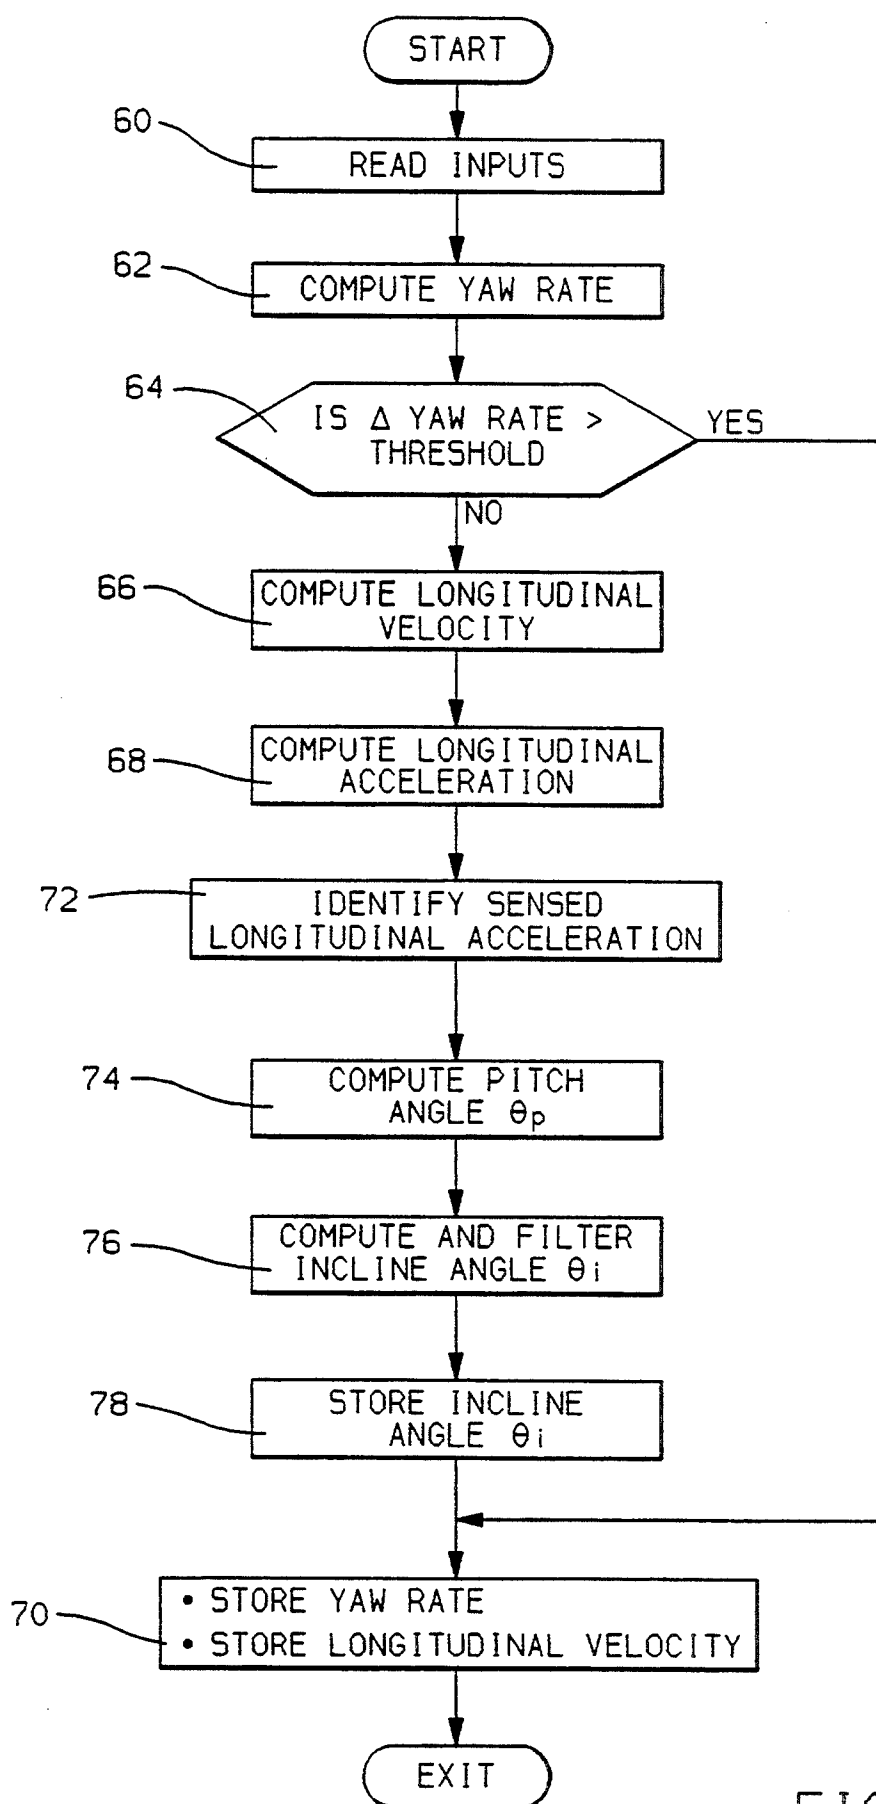 START
60
READ INPUTS
62
COMPUTE YAW RATE
64
IS Δ YAW RATE >
THRESHOLD
YES
NO
66
COMPUTE LONGITUDINAL
VELOCITY
68
COMPUTE LONGITUDINAL
ACCELERATION
72
IDENTIFY SENSED
LONGITUDINAL ACCELERATION
74
COMPUTE PITCH
ANGLE θp
76
COMPUTE AND FILTER
INCLINE ANGLE θi
78
STORE INCLINE
ANGLE θi
70
• STORE YAW RATE
• STORE LONGITUDINAL VELOCITY
EXIT